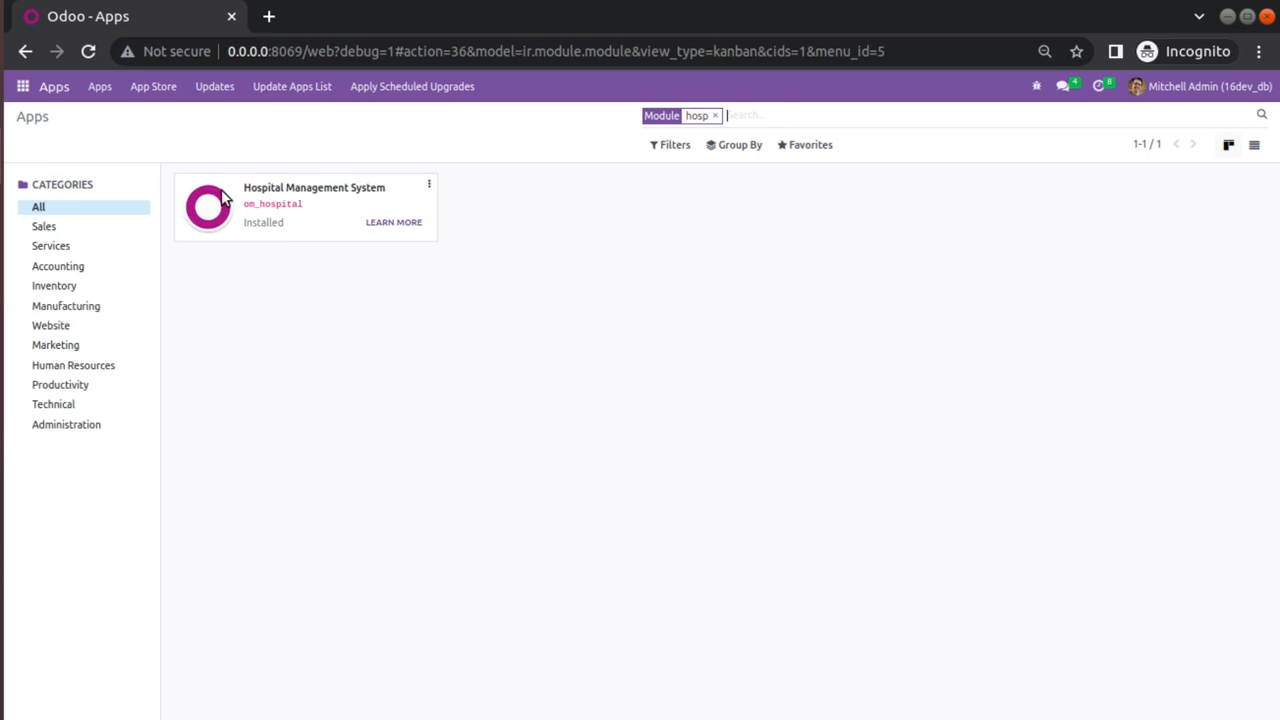 Odoo - Apps
Not secure 0.0.0.0:8069/web?debug=1#action=36&model=ir.module.module&view_type=kanban&cids=1&menu_id=5 Incognito
Apps Apps App Store Updates Update Apps List Apply Scheduled Upgrades 4 8 Mitchell Admin (16dev_db)
Apps Module hosp × Search...
Filters Group By Favorites 1-1 / 1
CATEGORIES
All
Sales
Services
Accounting
Inventory
Manufacturing
Website
Marketing
Human Resources
Productivity
Technical
Administration
Hospital Management System
om_hospital
Installed LEARN MORE